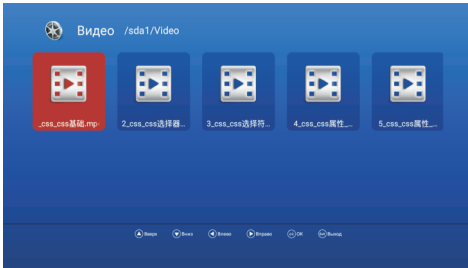 Видео /sda1/Video
_css_css基础.mp
2_css_css选择器...
3_css_css选择符...
4_css_css属性_...
5_css_css属性_...
Вверх Вниз Влево Вправо OK OK Выход